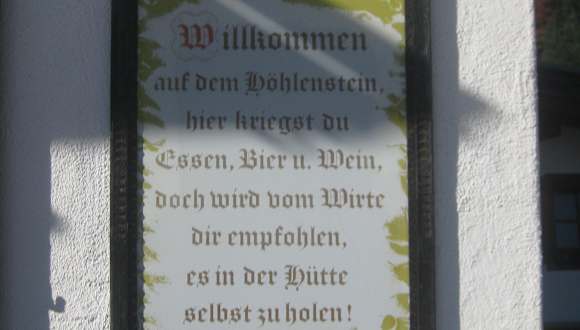 Willkommen
auf dem Höhlenstein,
hier kriegst du
Essen, Bier u. Wein,
doch wird vom Wirte
dir empfohlen,
es in der Hütte
selbst zu holen!